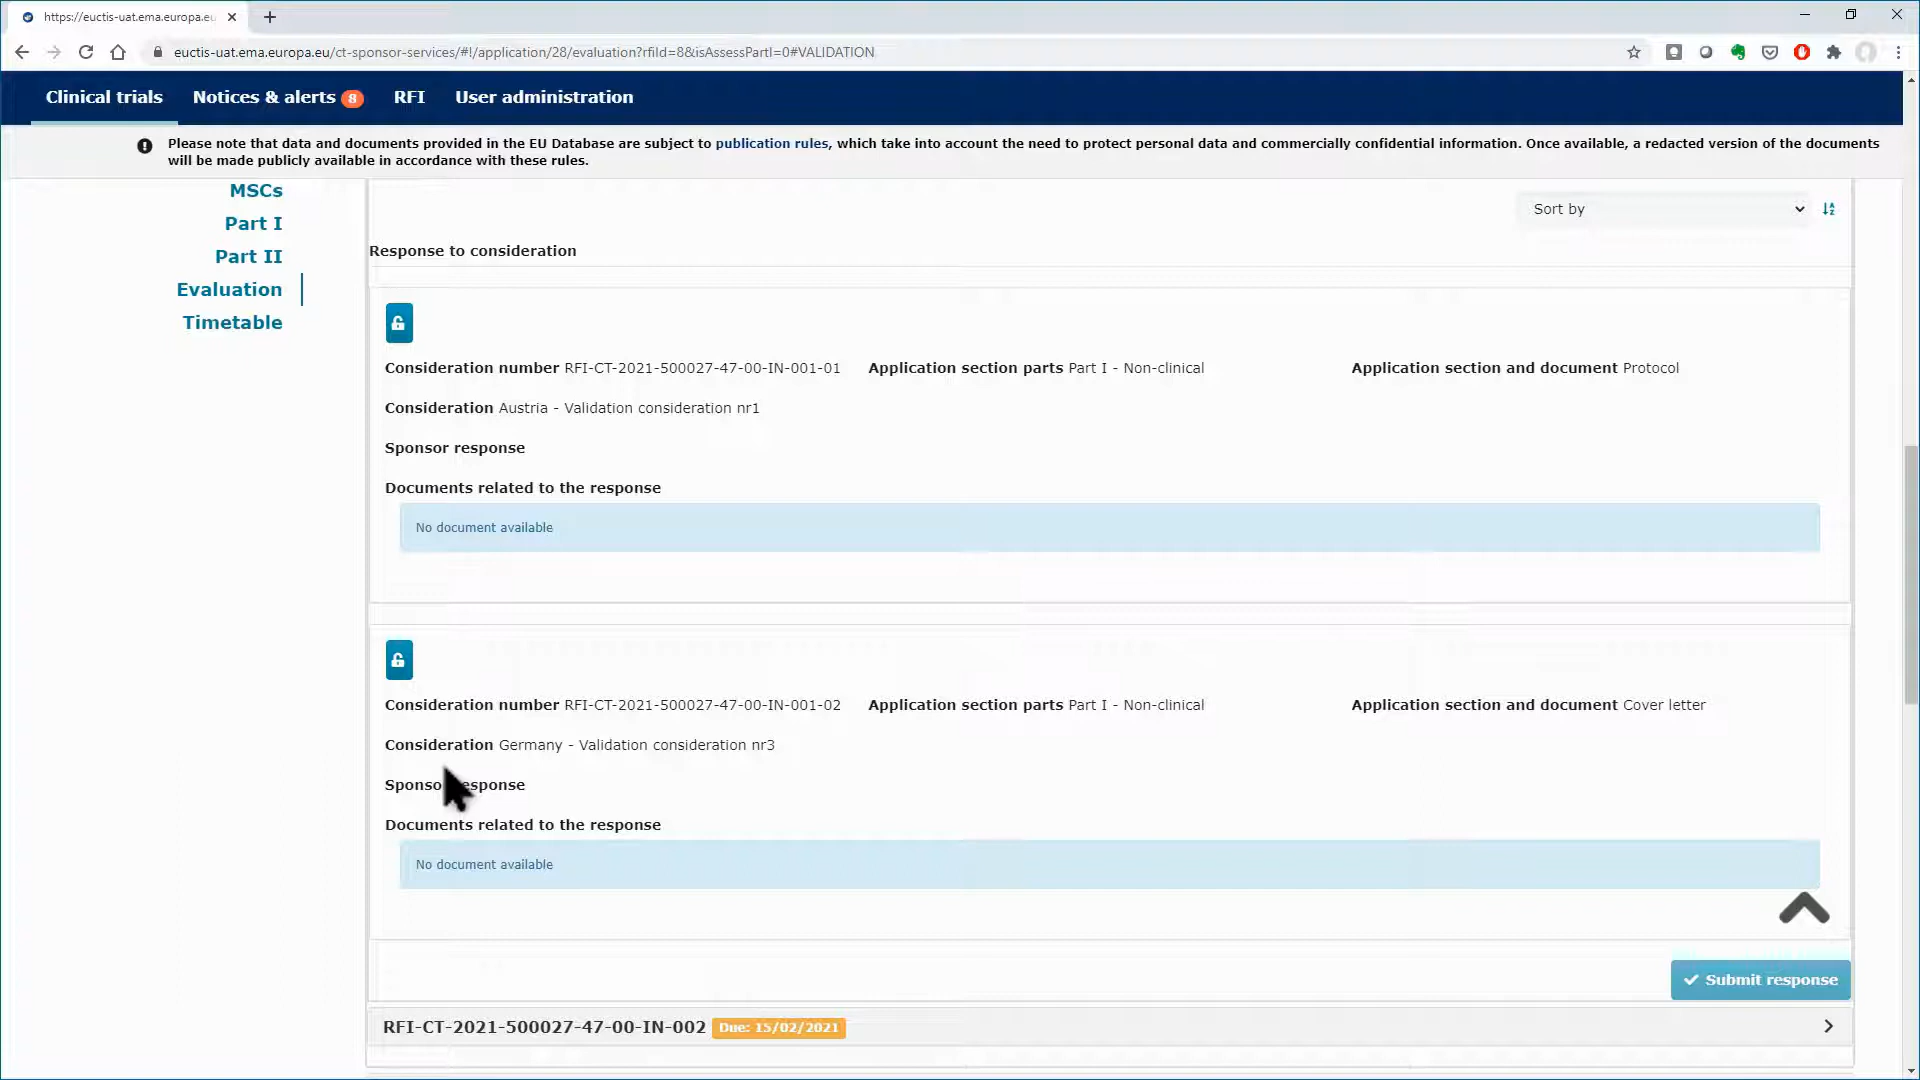 https://euctis-uat.ema.europa.eu
euctis-uat.ema.europa.eu/ct-sponsor-services/#!/application/28/evaluation?rfiId=8&isAssessPartI=0#VALIDATION
Clinical trials Notices & alerts 8 RFI User administration
Please note that data and documents provided in the EU Database are subject to publication rules, which take into account the need to protect personal data and commercially confidential information. Once available, a redacted version of the documents
will be made publicly available in accordance with these rules.
MSCs
Part I
Part II
Evaluation
Timetable
Sort by
Response to consideration
Consideration number RFI-CT-2021-500027-47-00-IN-001-01 Application section parts Part I - Non-clinical Application section and document Protocol
Consideration Austria - Validation consideration nr1
Sponsor response
Documents related to the response
No document available
Consideration number RFI-CT-2021-500027-47-00-IN-001-02 Application section parts Part I - Non-clinical Application section and document Cover letter
Consideration Germany - Validation consideration nr3
Sponsor response
Documents related to the response
No document available
Submit response
RFI-CT-2021-500027-47-00-IN-002 Due: 15/02/2021